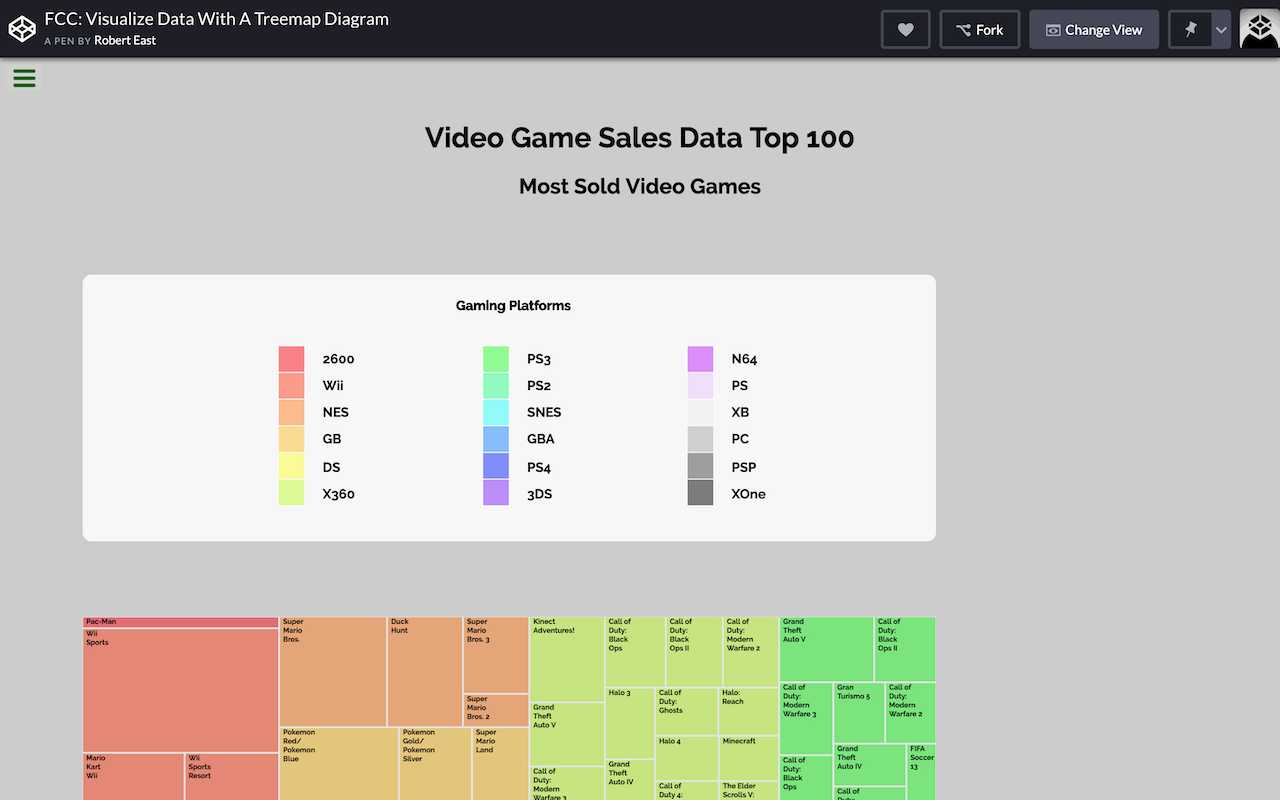 FCC: Visualize Data With A Treemap Diagram
A PEN BY Robert East
Fork
Change View
Video Game Sales Data Top 100
Most Sold Video Games
Gaming Platforms
2600
Wii
NES
GB
DS
X360
PS3
PS2
SNES
GBA
PS4
3DS
N64
PS
XB
PC
PSP
XOne
Pac-Man
Wii
Sports
Mario
Kart
Wii
Wii
Sports
Resort
Super
Mario
Bros.
Duck
Hunt
Super
Mario
Bros. 3
Super
Mario
Bros. 2
Pokemon
Red/
Pokemon
Blue
Pokemon
Gold/
Pokemon
Silver
Super
Mario
Land
Kinect
Adventures!
Grand
Theft
Auto V
Call of
Duty:
Modern
Warfare 3
Call of
Duty:
Black
Ops
Call of
Duty:
Black
Ops II
Call of
Duty:
Modern
Warfare 2
Halo 3
Grand
Theft
Auto IV
Call of
Duty:
Ghosts
Halo:
Reach
Halo 4
Minecraft
Call of
Duty 4:
The Elder
Scrolls V:
Grand
Theft
Auto V
Call of
Duty:
Black
Ops II
Call of
Duty:
Modern
Warfare 3
Call of
Duty:
Black
Ops
Gran
Turismo 5
Call of
Duty:
Modern
Warfare 2
Grand
Theft
Auto IV
Call of
FIFA
Soccer
13